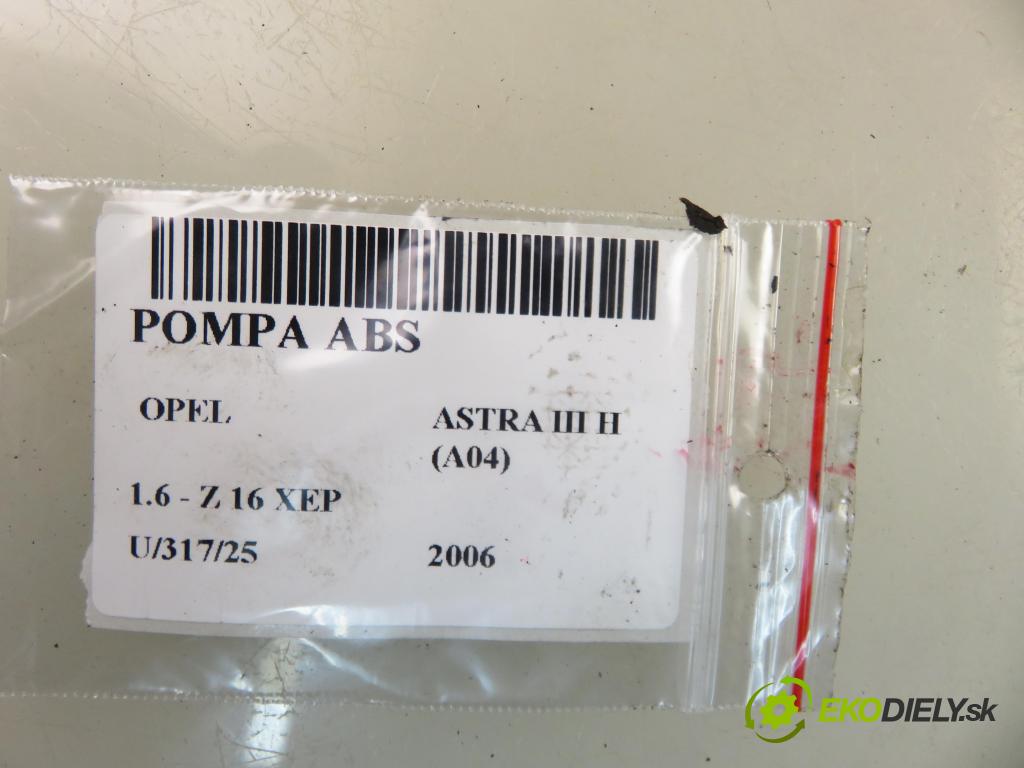 POMPA ABS
OPEL ASTRA III H
(A04)
1.6 - Z 16 XEP
U/317/25 2006
EKODIELY.sk